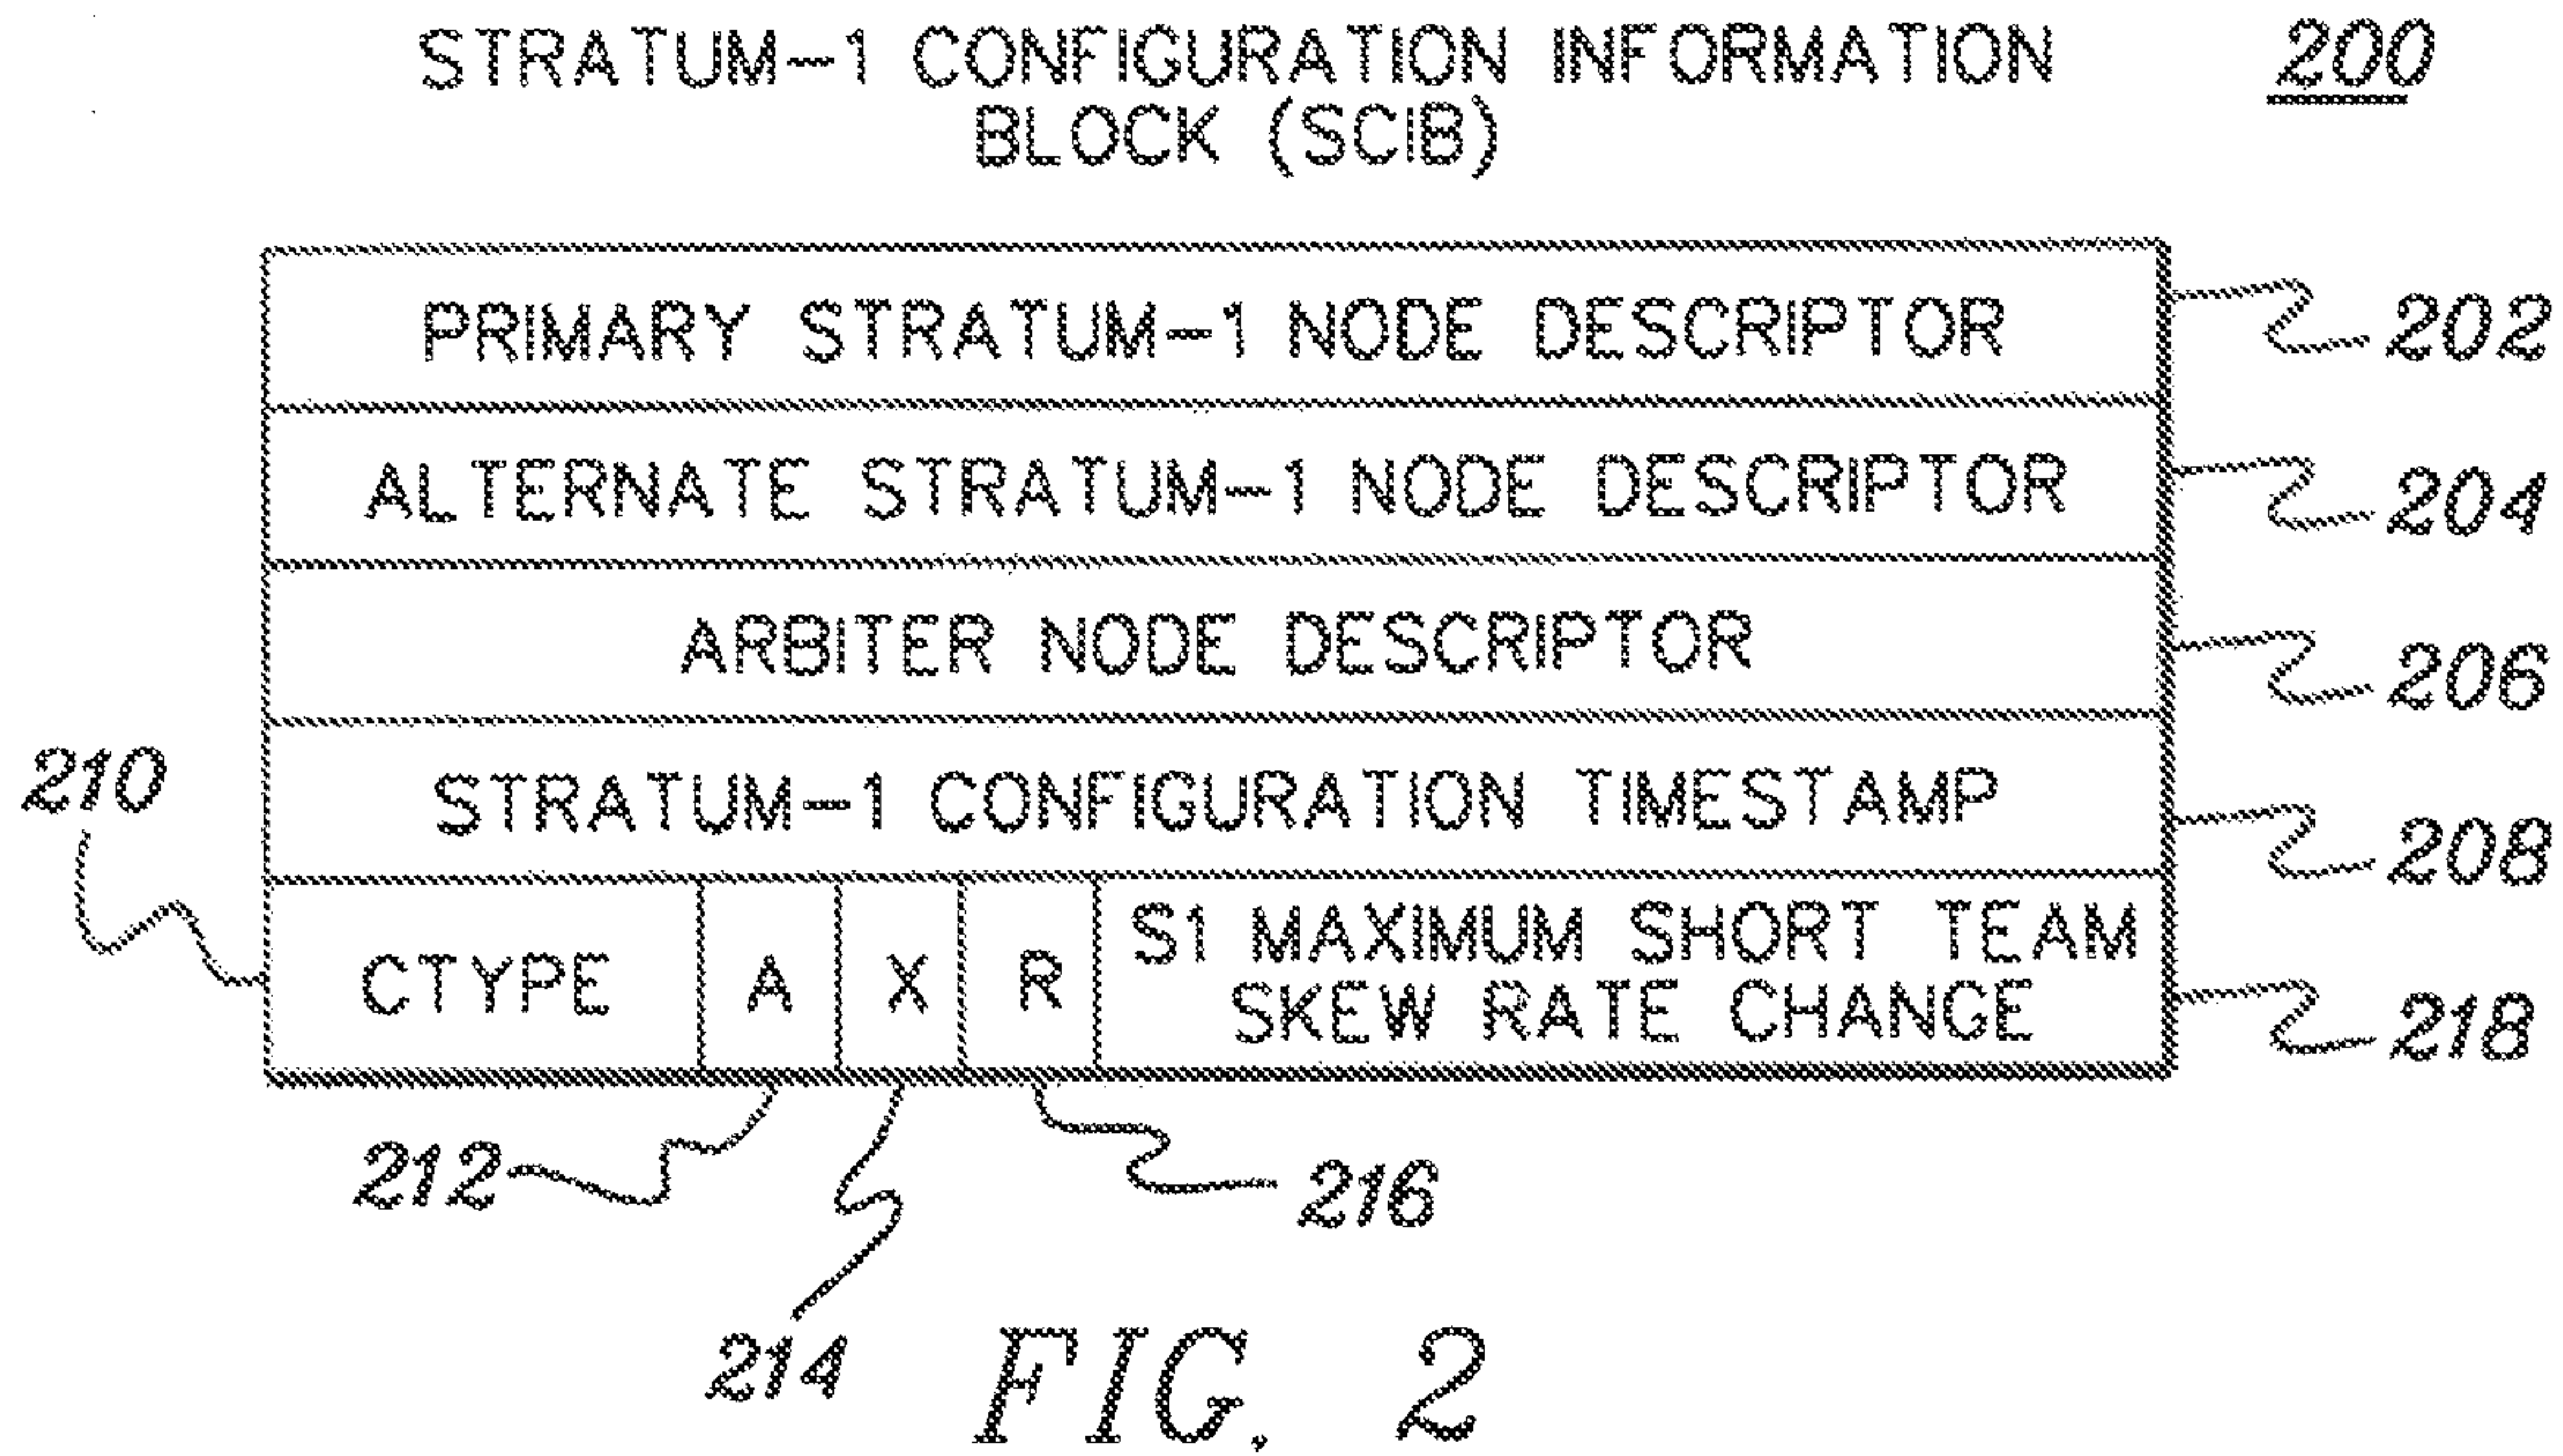 STRATUM-1 CONFIGURATION INFORMATION
BLOCK (SCIB)
200
PRIMARY STRATUM-1 NODE DESCRIPTOR
202
ALTERNATE STRATUM-1 NODE DESCRIPTOR
204
ARBITER NODE DESCRIPTOR
206
210
STRATUM-1 CONFIGURATION TIMESTAMP
208
CTYPE
A
X
R
S1 MAXIMUM SHORT TEAM
SKEW RATE CHANGE
218
212
214
216
FIG. 2